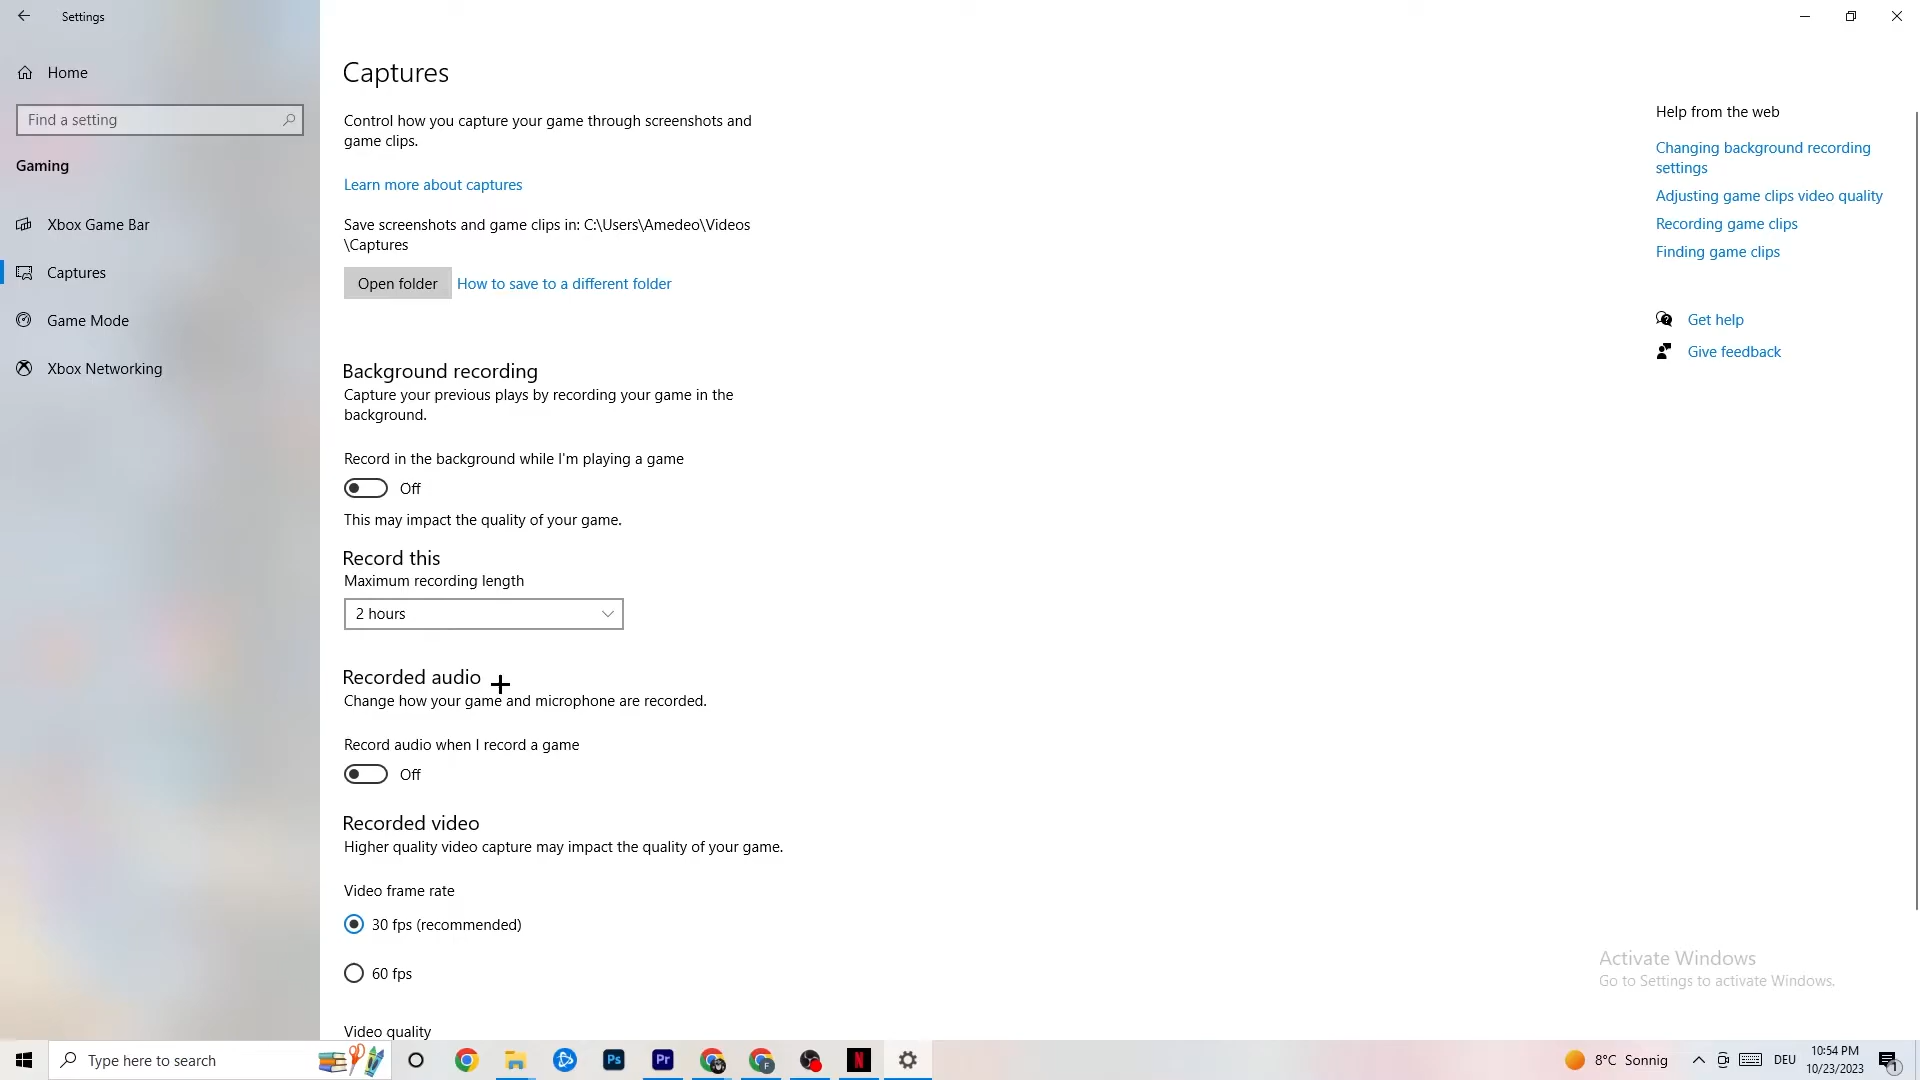 Settings
Home
Find a setting
Gaming
Xbox Game Bar
Captures
Game Mode
Xbox Networking
Captures
Control how you capture your game through screenshots and
game clips.
Learn more about captures
Save screenshots and game clips in: C:\Users\Amedeo\Videos
\Captures
Open folder
How to save to a different folder
Background recording
Capture your previous plays by recording your game in the
background.
Record in the background while I'm playing a game
Off
This may impact the quality of your game.
Record this
Maximum recording length
2 hours
Recorded audio
Change how your game and microphone are recorded.
Record audio when I record a game
Off
Recorded video
Higher quality video capture may impact the quality of your game.
Video frame rate
30 fps (recommended)
60 fps
Video quality
Help from the web
Changing background recording
settings
Adjusting game clips video quality
Recording game clips
Finding game clips
Get help
Give feedback
Activate Windows
Go to Settings to activate Windows.
Type here to search
Ps
Pr
F
N
8°C Sonnig
DEU
10:54 PM
10/23/2023
1